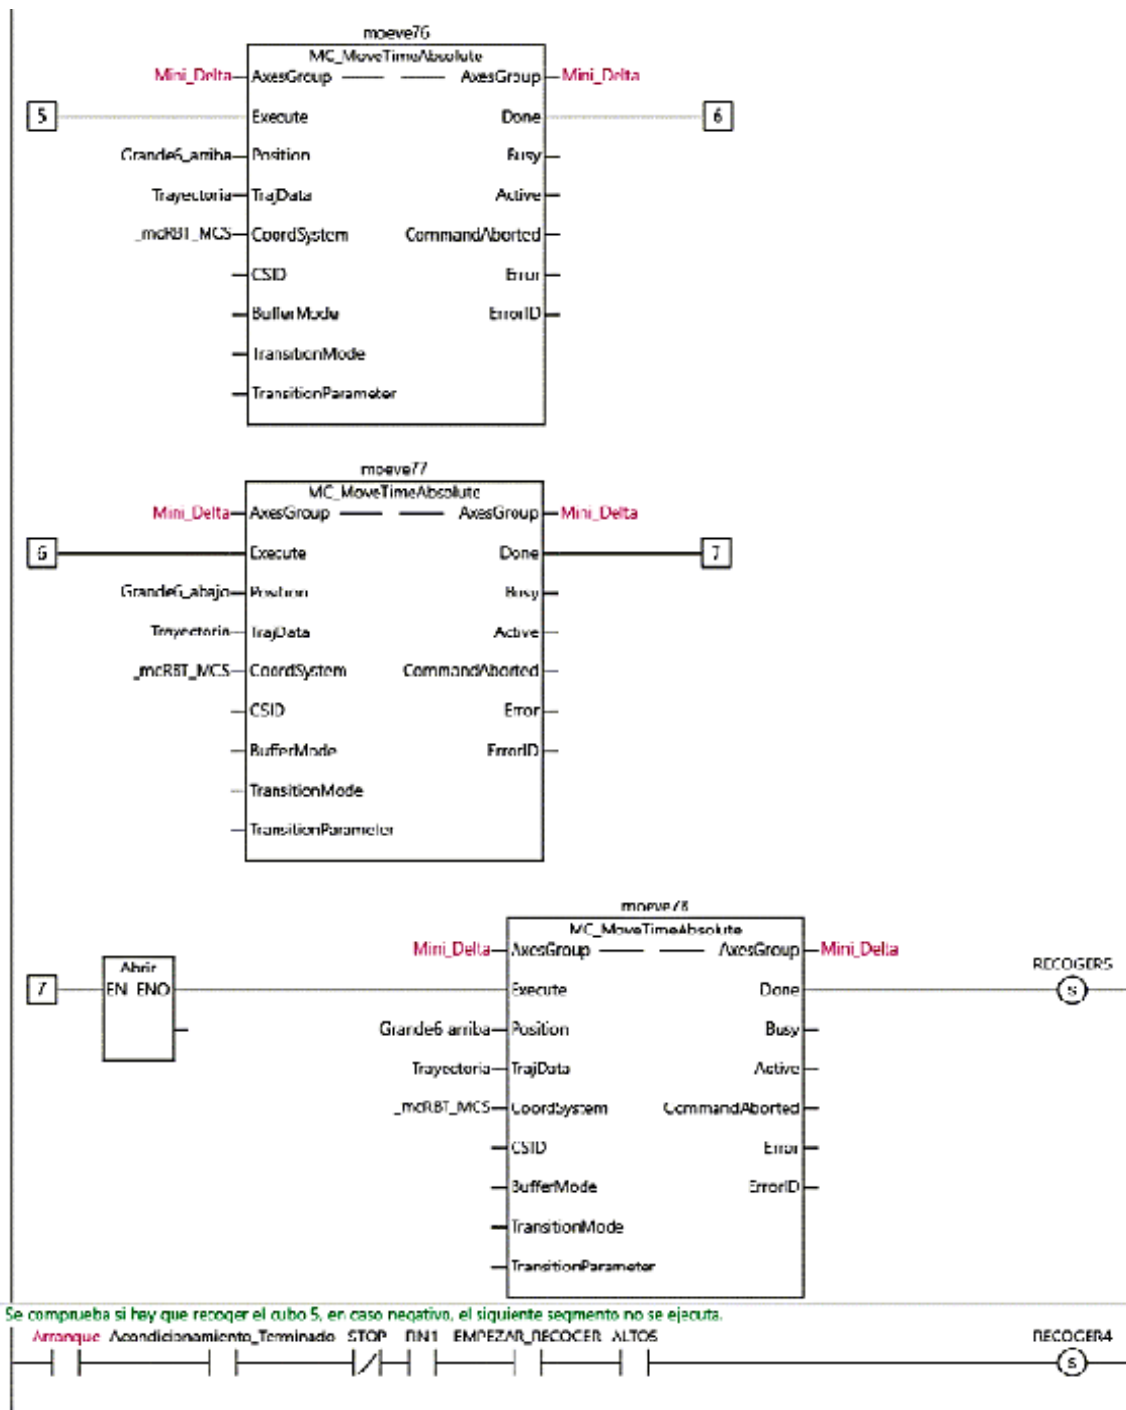 moeve76
MC_MoveTimeAbsolute
Mini_Delta AxesGroup AxesGroup Mini_Delta
5 Execute Done 6
Grande6_arriba Position Busy
Trayectoria TrajData Active
_mcRBT_MCS CoordSystem CommandAborted
CSID Error
BufferMode ErrorID
TransitionMode
TransitionParameter
moeve77
MC_MoveTimeAbsolute
Mini_Delta AxesGroup AxesGroup Mini_Delta
6 Execute Done 7
Grande6_abajo Position Busy
Trayectoria TrajData Active
_mcRBT_MCS CoordSystem CommandAborted
CSID Error
BufferMode ErrorID
TransitionMode
TransitionParameter
moeve78
MC_MoveTimeAbsolute
Mini_Delta AxesGroup AxesGroup Mini_Delta
RECOGER5
Abrir
7 EN ENO Execute Done S
Grande6_arriba Position Busy
Trayectoria TrajData Active
_mcRBT_MCS CoordSystem CommandAborted
CSID Error
BufferMode ErrorID
TransitionMode
TransitionParameter
Se comprueba si hay que recoger el cubo 5, en caso negativo, el siguiente segmento no se ejecuta.
Arranque Acondicionamiento_Terminado STOP FIN1 EMPEZAR_RECOGER ALTO5 RECOGER4
S